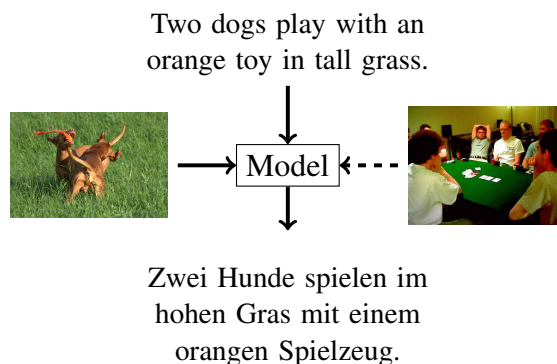 Two dogs play with an
orange toy in tall grass.
Model
Zwei Hunde spielen im
hohen Gras mit einem
orangen Spielzeug.